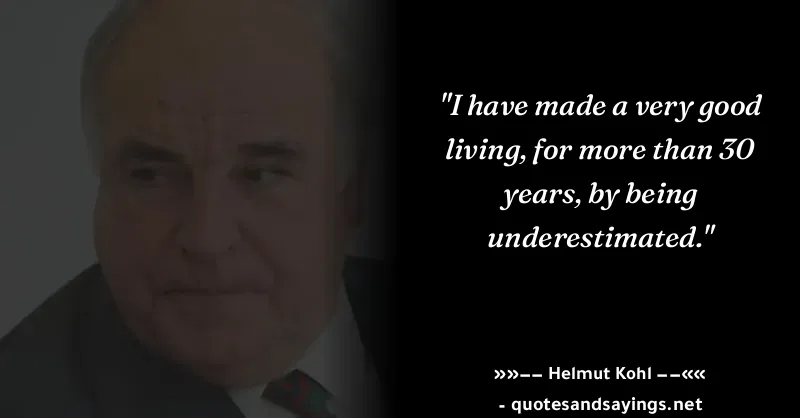 "I have made a very good
living, for more than 30
years, by being
underestimated."
»»–– Helmut Kohl ––««
- quotesandsayings.net